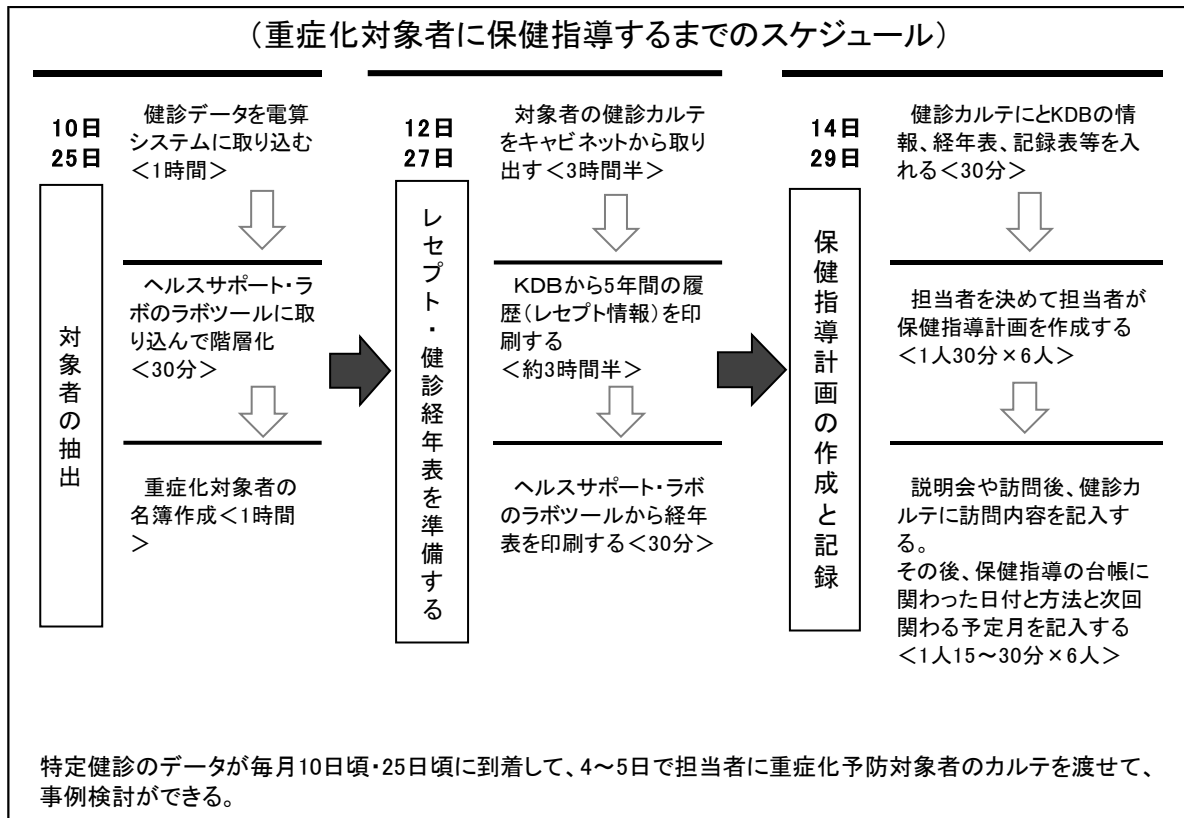 (重症化対象者に保健指導するまでのスケジュール)
10日
25日
対象者の抽出
健診データを電算
システムに取り込む
<1時間>
ヘルスサポート・ラ
ボのラボツールに取
り込んで階層化
<30分>
重症化対象者の
名簿作成<1時間
>
12日
27日
レセプト・健診経年表を準備する
対象者の健診カルテ
をキャビネットから取り
出す<3時間半>
KDBから5年間の履
歴(レセプト情報)を印
刷する
<約3時間半>
ヘルスサポート・ラボ
のラボツールから経年
表を印刷する<30分>
14日
29日
保健指導計画の作成と記録
健診カルテにとKDBの情
報、経年表、記録表等を入
れる<30分>
担当者を決めて担当者が
保健指導計画を作成する
<1人30分×6人>
説明会や訪問後、健診カ
ルテに訪問内容を記入す
る。
その後、保健指導の台帳に
関わった日付と方法と次回
関わる予定月を記入する
<1人15~30分×6人>
特定健診のデータが毎月10日頃・25日頃に到着して、4~5日で担当者に重症化予防対象者のカルテを渡せて、
事例検討ができる。